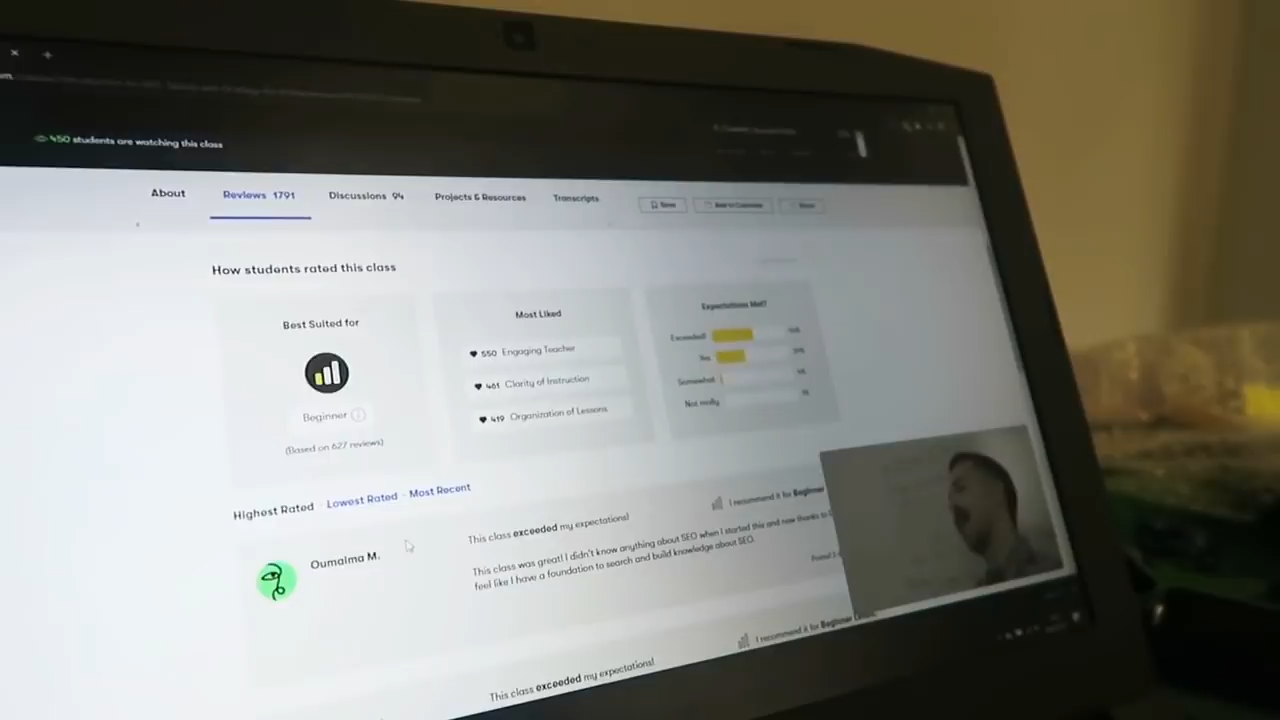 450 students are watching this class
About
Reviews 1791
Discussions 94
Projects & Resources
Transcripts
Save
How students rated this class
Best Suited for
Beginner
(Based on 627 reviews)
Most Liked
550 Engaging Teacher
461 Clarity of Instruction
419 Organization of Lessons
Expectations Met?
Exceeded!
Yes
Somewhat
Not really
Highest Rated · Lowest Rated · Most Recent
Oumaima M.
This class exceeded my expectations!
I recommend it for Beginner
This class was great! I didn't know anything about SEO when I started this and now thanks to
feel like I have a foundation to search and build knowledge about SEO.
I recommend it for Beginner
This class exceeded my expectations!